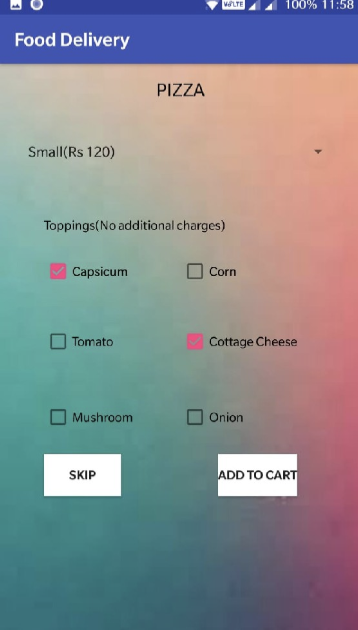 VoLTE 100% 11:58
Food Delivery
PIZZA
Small(Rs 120)
Toppings(No additional charges)
Capsicum Corn
Tomato Cottage Cheese
Mushroom Onion
SKIP ADD TO CART